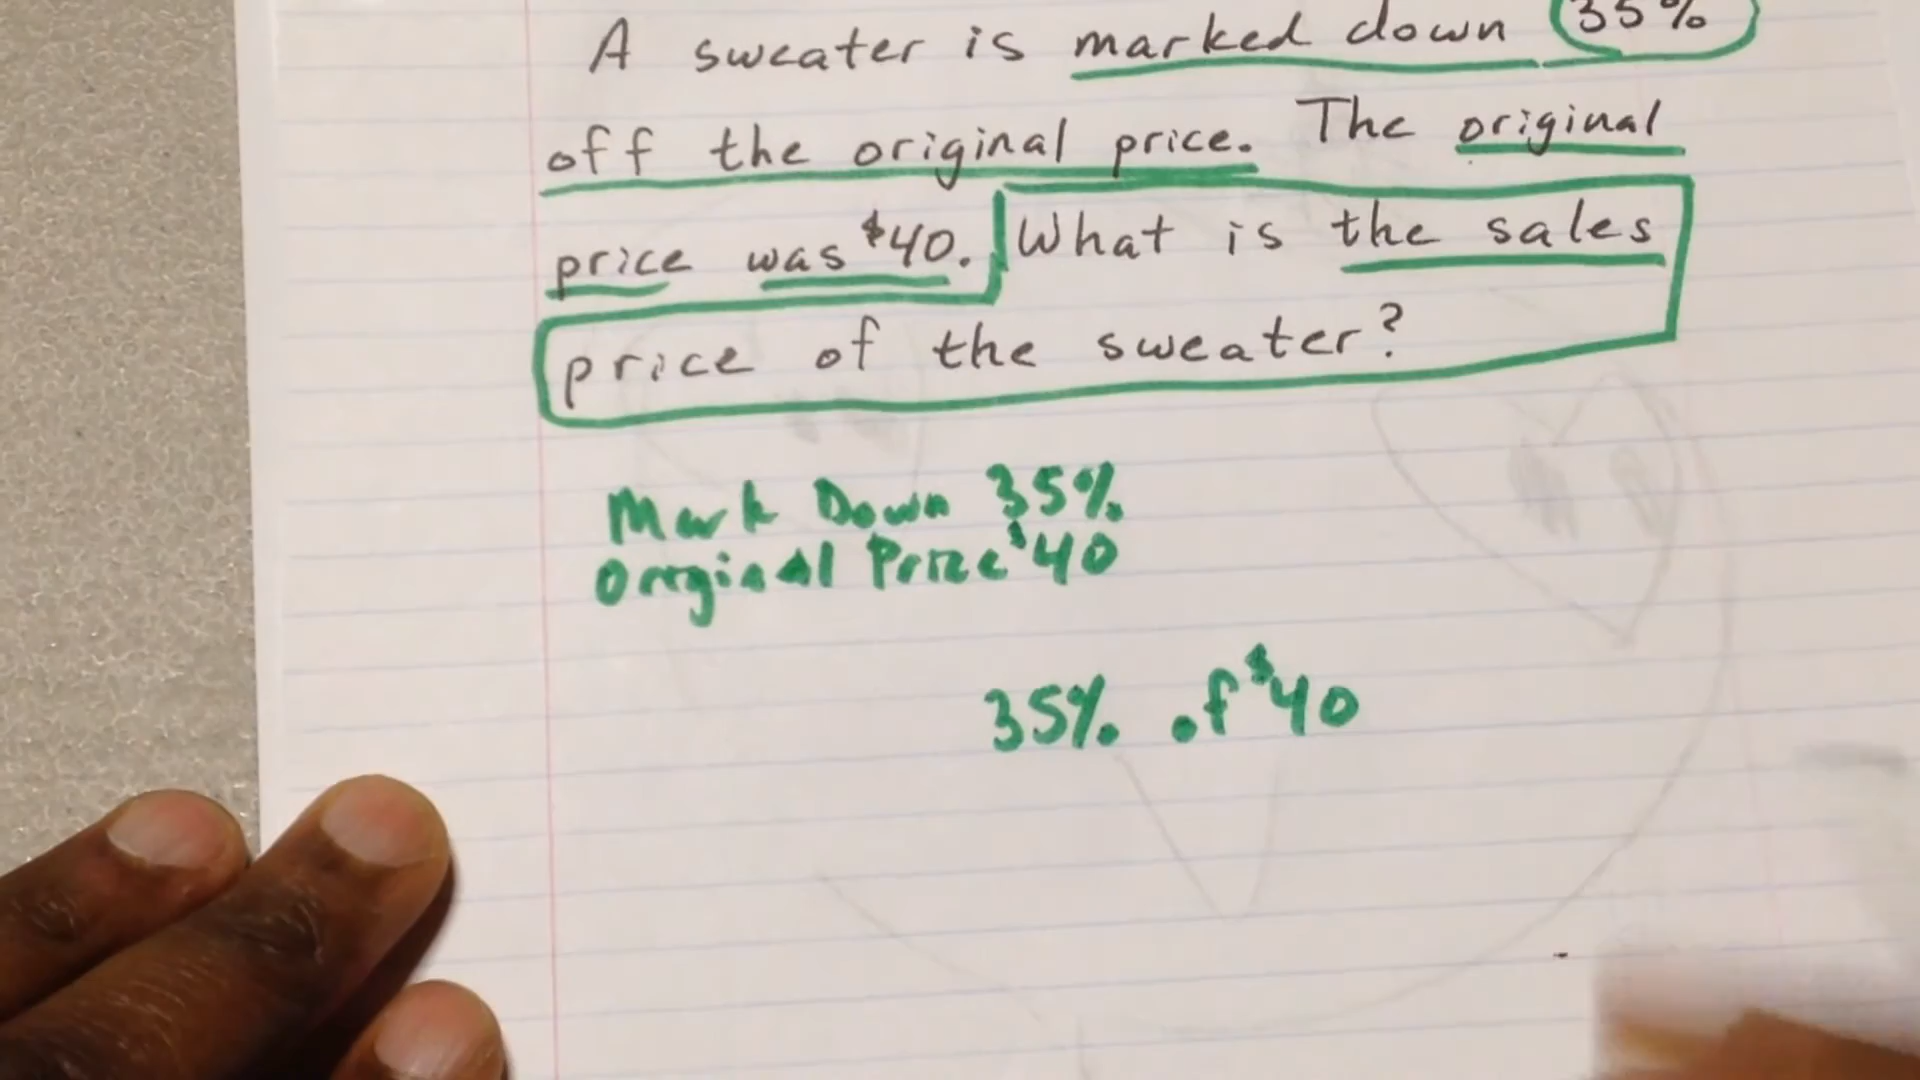 A sweater is marked down 35%
off the original price. The original
price was $40. What is the sales
price of the sweater?
Mark Down 35%
Original Prize $40
35% of $40